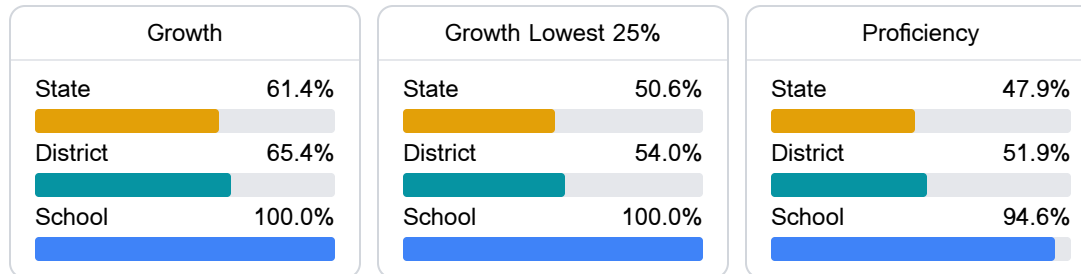 Growth
State 61.4%
District 65.4%
School 100.0%
Growth Lowest 25%
State 50.6%
District 54.0%
School 100.0%
Proficiency
State 47.9%
District 51.9%
School 94.6%